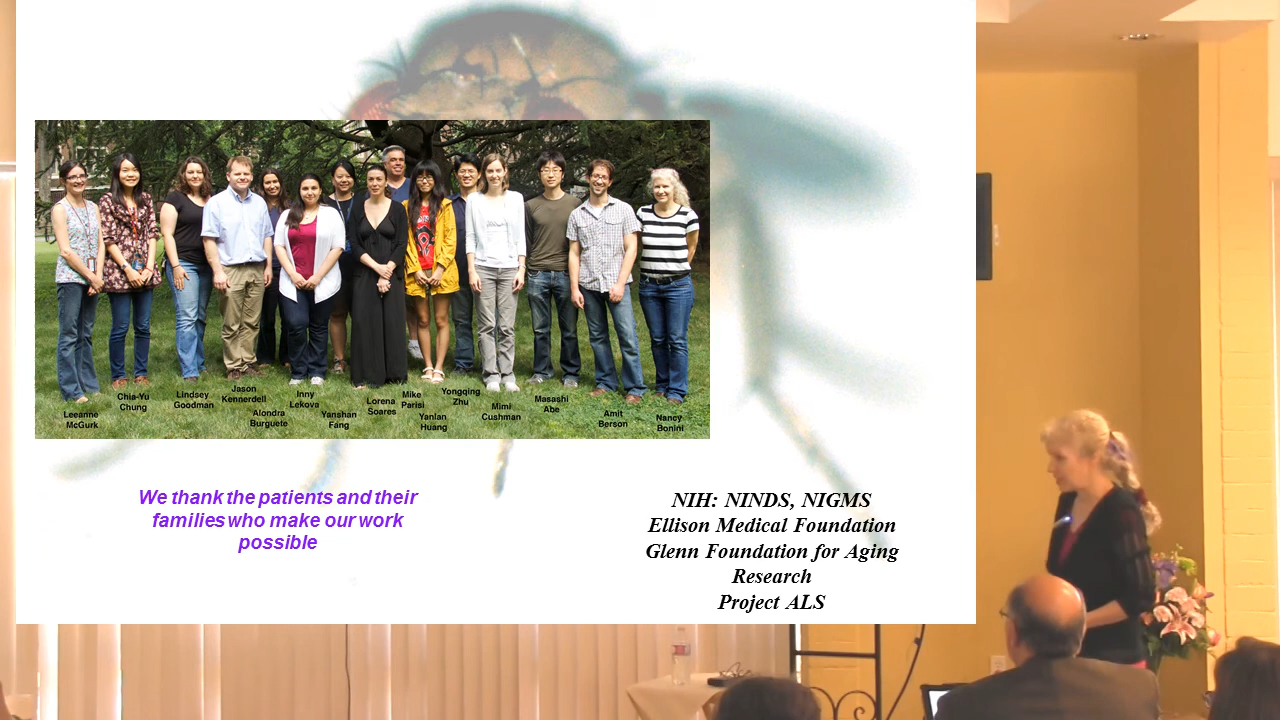 Leeanne
McGurk
Chia-Yu
Chung
Lindsey
Goodman
Jason
Kennerdell
Alondra
Burguete
Inny
Lekova
Yanshan
Fang
Lorena
Soares
Mike
Parisi
Yanlan
Huang
Yongqing
Zhu
Mimi
Cushman
Masashi
Abe
Amit
Berson
Nancy
Bonini
We thank the patients and their
families who make our work
possible
NIH: NINDS, NIGMS
Ellison Medical Foundation
Glenn Foundation for Aging
Research
Project ALS